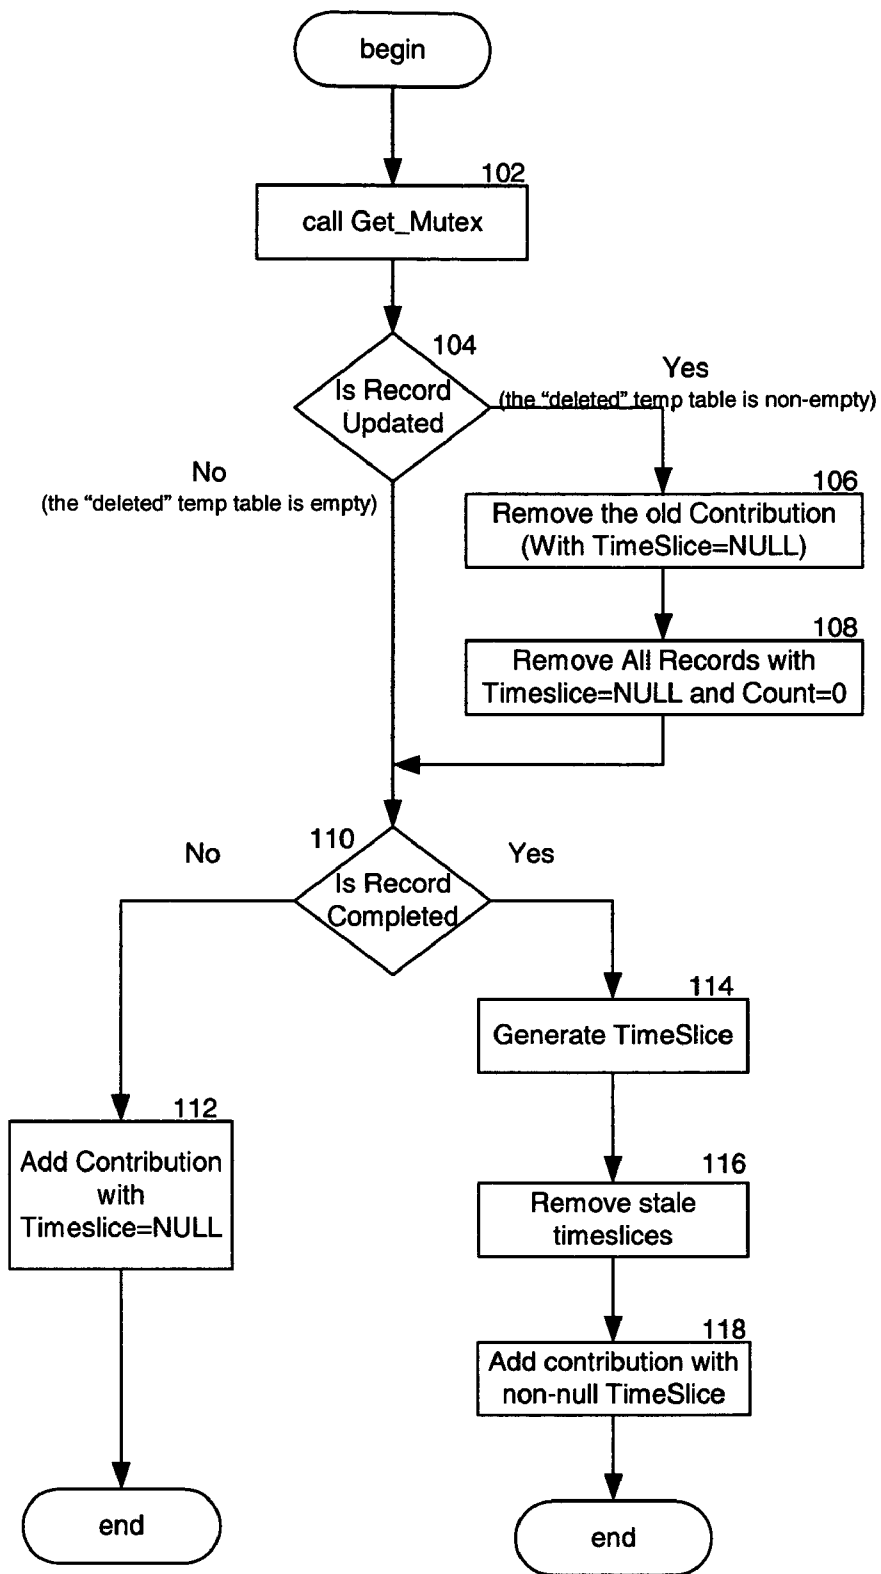 begin
102
call Get_Mutex
104
Is Record
Updated
Yes
(the “deleted” temp table is non-empty)
No
(the “deleted” temp table is empty)
106
Remove the old Contribution
(With TimeSlice=NULL)
108
Remove All Records with
Timeslice=NULL and Count=0
110
No
Yes
Is Record
Completed
114
Generate TimeSlice
112
Add Contribution
with
Timeslice=NULL
116
Remove stale
timeslices
118
Add contribution with
non-null TimeSlice
end
end